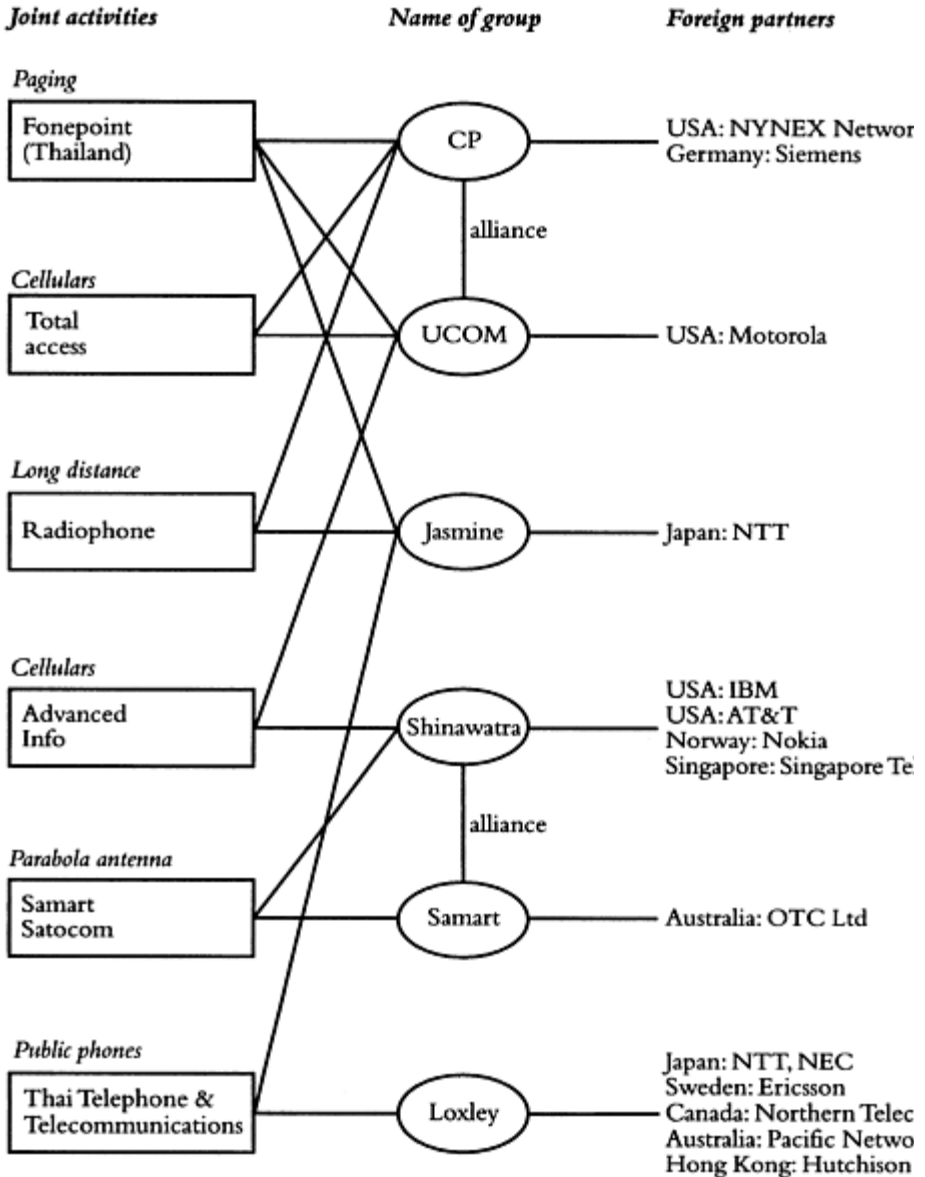 Joint activities Name of group Foreign partners
Paging
Fonepoint
(Thailand)
CP
USA: NYNEX Networ
Germany: Siemens
alliance
Cellulars
Total
access
UCOM
USA: Motorola
Long distance
Radiophone
Jasmine
Japan: NTT
Cellulars
Advanced
Info
Shinawatra
USA: IBM
USA: AT&T
Norway: Nokia
Singapore: Singapore Te
alliance
Parabola antenna
Samart
Satocom
Samart
Australia: OTC Ltd
Public phones
Thai Telephone &
Telecommunications
Loxley
Japan: NTT, NEC
Sweden: Ericsson
Canada: Northern Telec
Australia: Pacific Netwo
Hong Kong: Hutchison